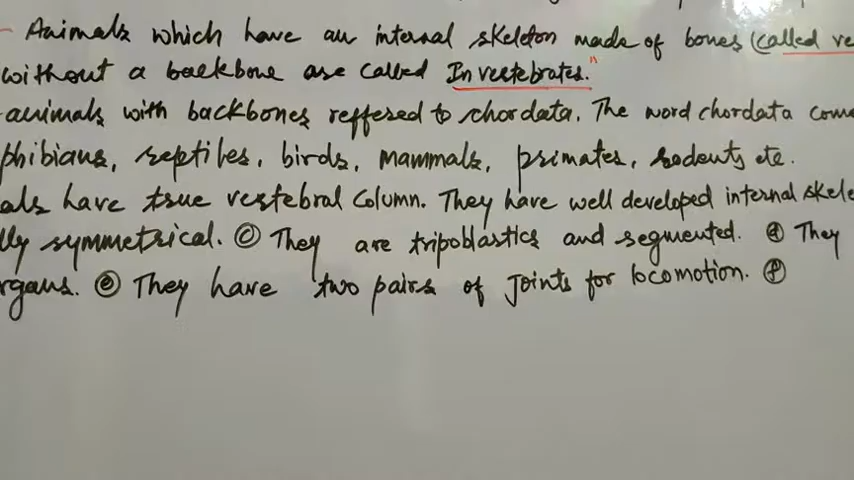 Animals which have an internal skeleton made of bones (called ve
without a backbone are called Invertebrates."
animals with backbones reffered to chordata. The word chordata com
phibians, reptiles, birds, mammals, primates, rodents etc.
als have true vertebral column. They have well developed internal skele
lly symmetrical. ⓒ They are tripoblastics and segmented. ⓓ They
rgans. ⓔ They have two pairs of joints for locomotion. ⓕ